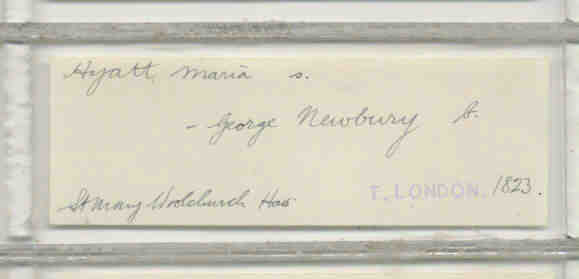 Hyatt Maria s.
- George Newbury b.
St Mary Woolchurch Haw
T. LONDON. 1823.